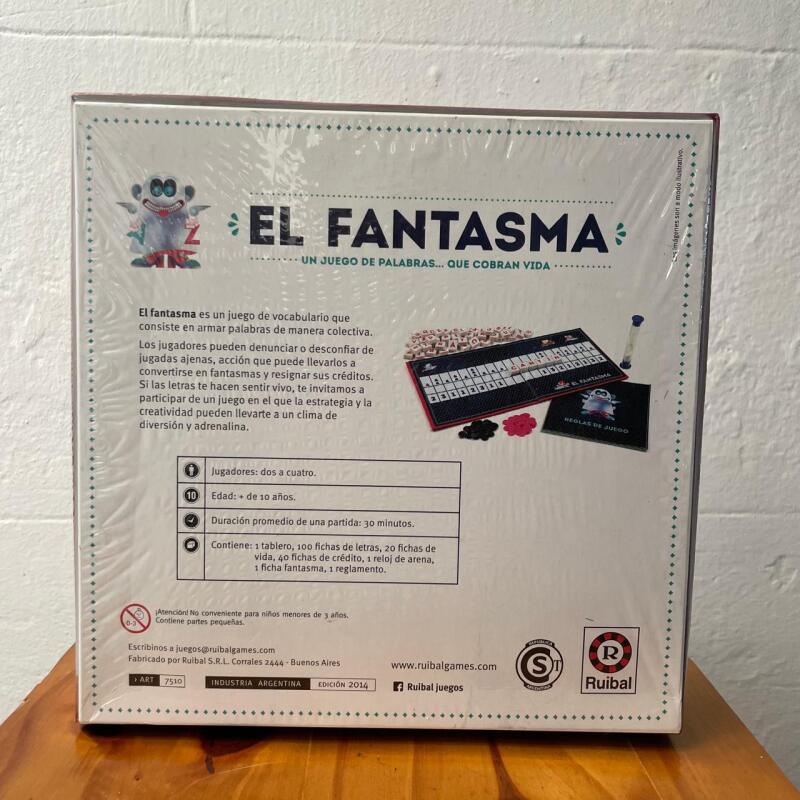 Las imágenes son a modo ilustrativo.
EL FANTASMA
UN JUEGO DE PALABRAS... QUE COBRAN VIDA
El fantasma es un juego de vocabulario que
consiste en armar palabras de manera colectiva.
Los jugadores pueden denunciar o desconfiar de
jugadas ajenas, acción que puede llevarlos a
convertirse en fantasmas y resignar sus créditos.
Si las letras te hacen sentir vivo, te invitamos a
participar de un juego en el que la estrategia y la
creatividad pueden llevarte a un clima de
diversión y adrenalina.
EL FANTASMA
REGLAS DE JUEGO
Jugadores: dos a cuatro.
10 Edad: + de 10 años.
Duración promedio de una partida: 30 minutos.
Contiene: 1 tablero, 100 fichas de letras, 20 fichas de
vida, 40 fichas de crédito, 1 reloj de arena,
1 ficha fantasma, 1 reglamento.
0-3
¡Atención! No conveniente para niños menores de 3 años.
Contiene partes pequeñas.
Escribinos a juegos@ruibalgames.com
Fabricado por Ruibal S.R.L. Corrales 2444 - Buenos Aires
www.ruibalgames.com
› ART 7510
INDUSTRIA ARGENTINA EDICIÓN 2014
Ruibal juegos
REPUBLICA
CST
ARGENTINA
R
Ruibal